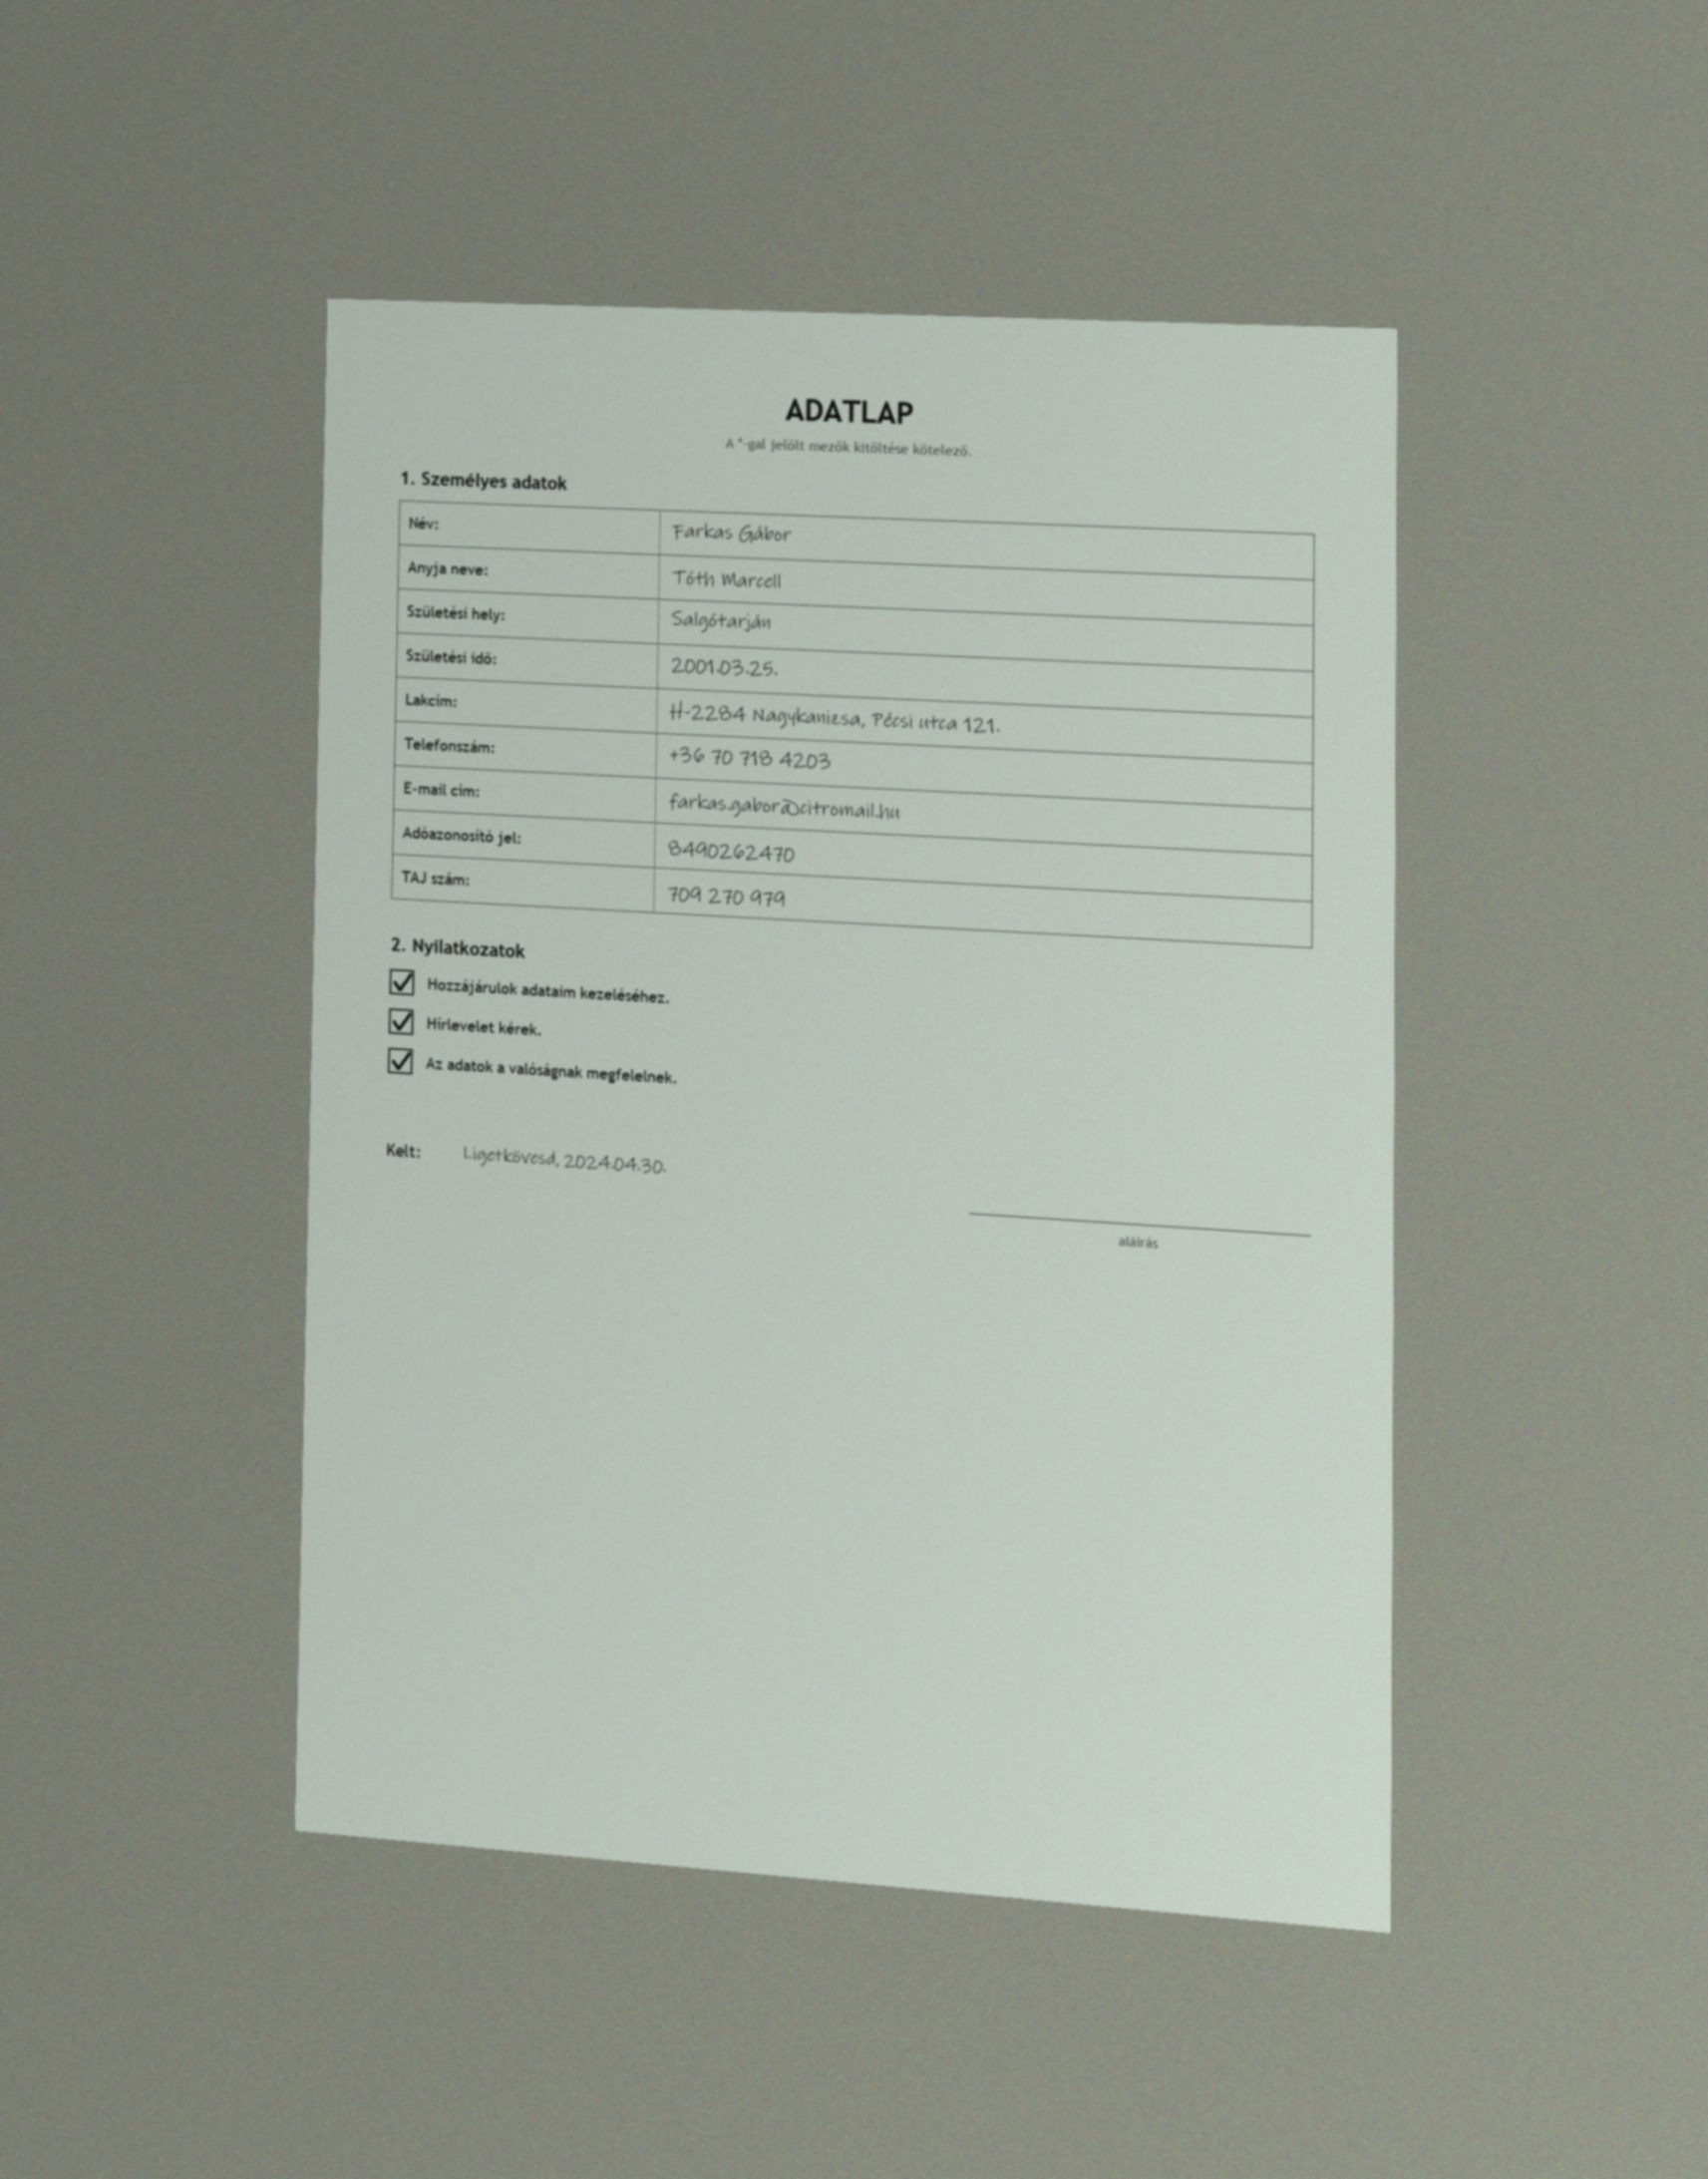 ADATLAP
A *-gal jelölt mezők kitöltése kötelező.
1. Személyes adatok
Név: Farkas Gábor
Anyja neve: Tóth Marcell
Születési hely: Salgótarján
Születési idő: 2001.03.25.
Lakcím: H-2284 Nagykanizsa, Pécsi utca 121.
Telefonszám: +36 70 718 4203
E-mail cím: farkas.gabor@citromail.hu
Adóazonosító jel: 8490262470
TAJ szám: 709 270 979
2. Nyilatkozatok
Hozzájárulok adataim kezeléséhez.
Hírlevelet kérek.
Az adatok a valóságnak megfelelnek.
Kelt: Ligetkövesd, 2024.04.30.
aláírás